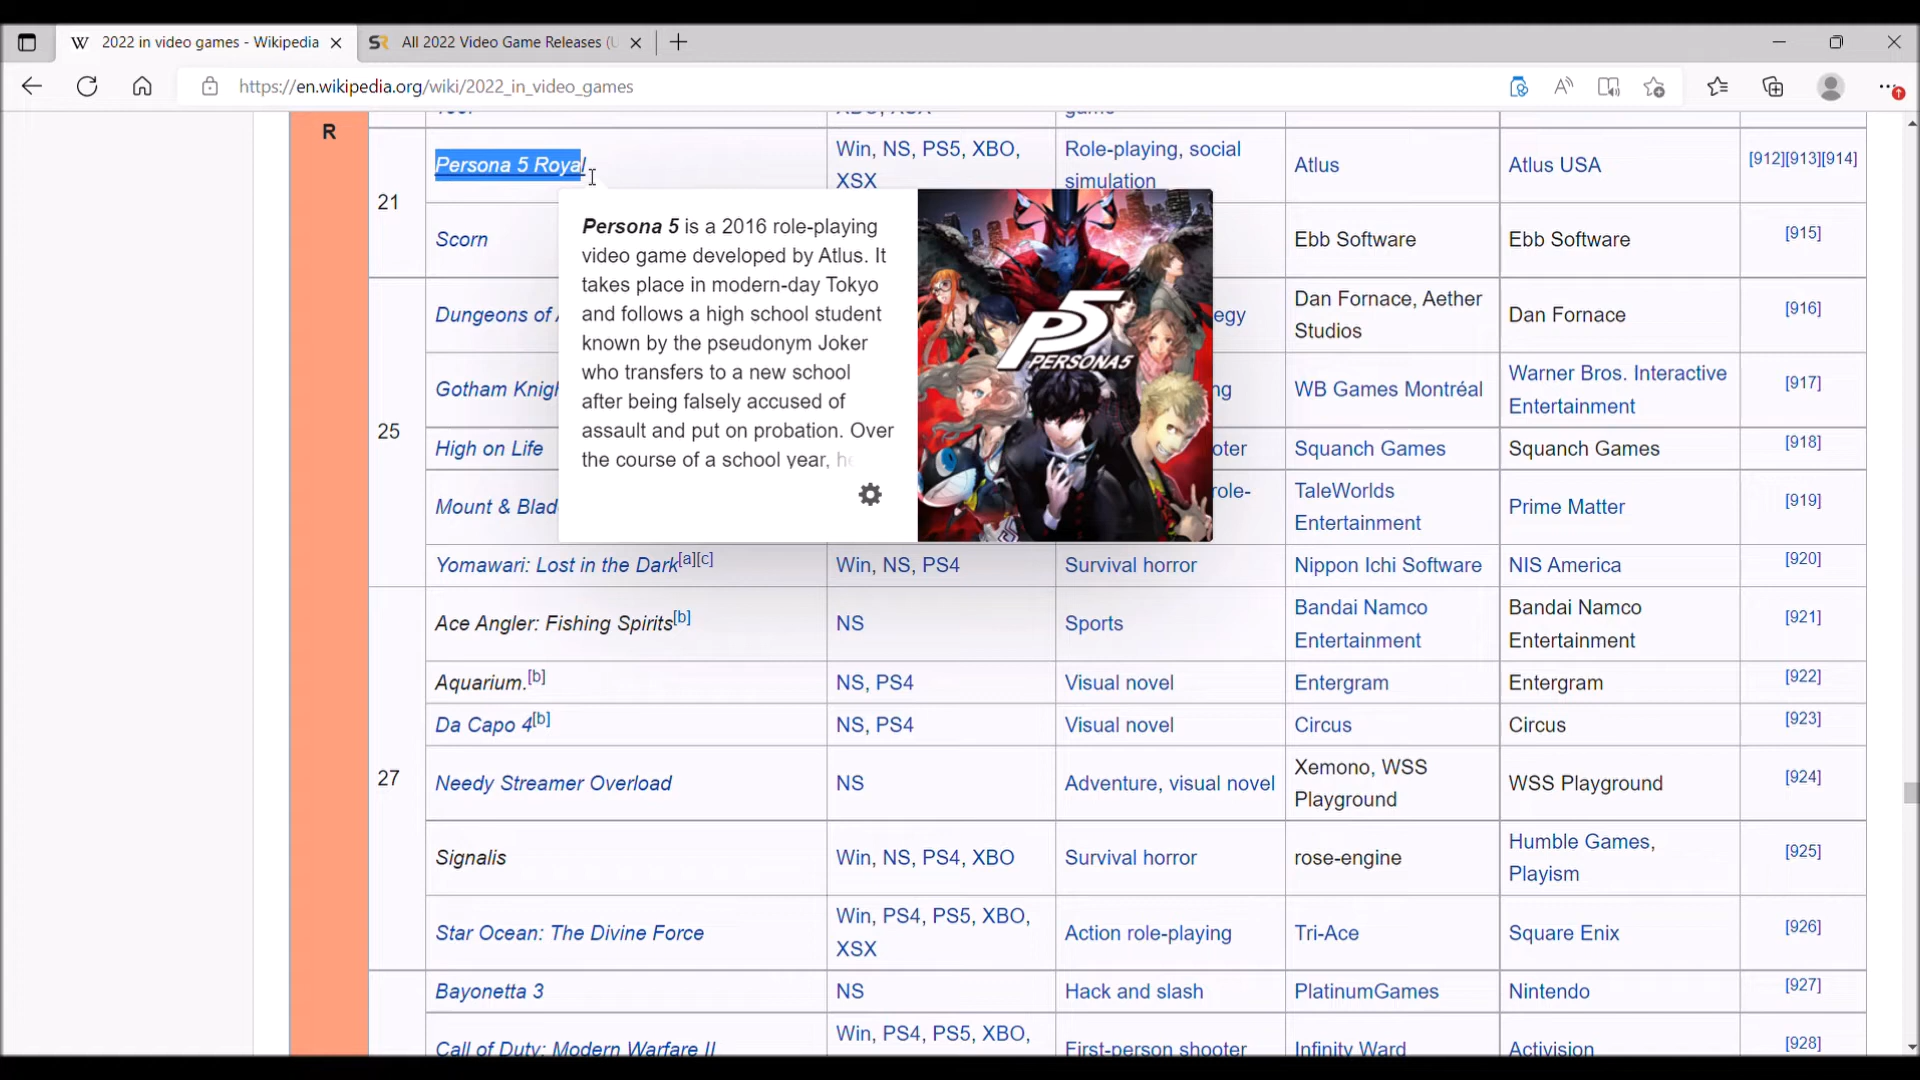 2022 in video games - Wikipedia
All 2022 Video Game Releases (U
https://en.wikipedia.org/wiki/2022_in_video_games
R
Persona 5 Royal
Win, NS, PS5, XBO,
XSX
Role-playing, social
simulation
Atlus
Atlus USA
[912][913][914]
21
Scorn
Ebb Software
Ebb Software
[915]
Persona 5 is a 2016 role-playing
video game developed by Atlus. It
takes place in modern-day Tokyo
and follows a high school student
known by the pseudonym Joker
who transfers to a new school
after being falsely accused of
assault and put on probation. Over
the course of a school year, he
P5
PERSONA5
Dungeons of A
egy
Dan Fornace, Aether
Studios
Dan Fornace
[916]
Gotham Knigh
ng
WB Games Montréal
Warner Bros. Interactive
Entertainment
[917]
25
High on Life
oter
Squanch Games
Squanch Games
[918]
Mount & Blad
role-
TaleWorlds
Entertainment
Prime Matter
[919]
Yomawari: Lost in the Dark[a][c]
Win, NS, PS4
Survival horror
Nippon Ichi Software
NIS America
[920]
Ace Angler: Fishing Spirits[b]
NS
Sports
Bandai Namco
Entertainment
Bandai Namco
Entertainment
[921]
Aquarium.[b]
NS, PS4
Visual novel
Entergram
Entergram
[922]
Da Capo 4[b]
NS, PS4
Visual novel
Circus
Circus
[923]
27
Needy Streamer Overload
NS
Adventure, visual novel
Xemono, WSS
Playground
WSS Playground
[924]
Signalis
Win, NS, PS4, XBO
Survival horror
rose-engine
Humble Games,
Playism
[925]
Star Ocean: The Divine Force
Win, PS4, PS5, XBO,
XSX
Action role-playing
Tri-Ace
Square Enix
[926]
Bayonetta 3
NS
Hack and slash
PlatinumGames
Nintendo
[927]
Call of Duty: Modern Warfare II
Win, PS4, PS5, XBO,
First-person shooter
Infinity Ward
Activision
[928]